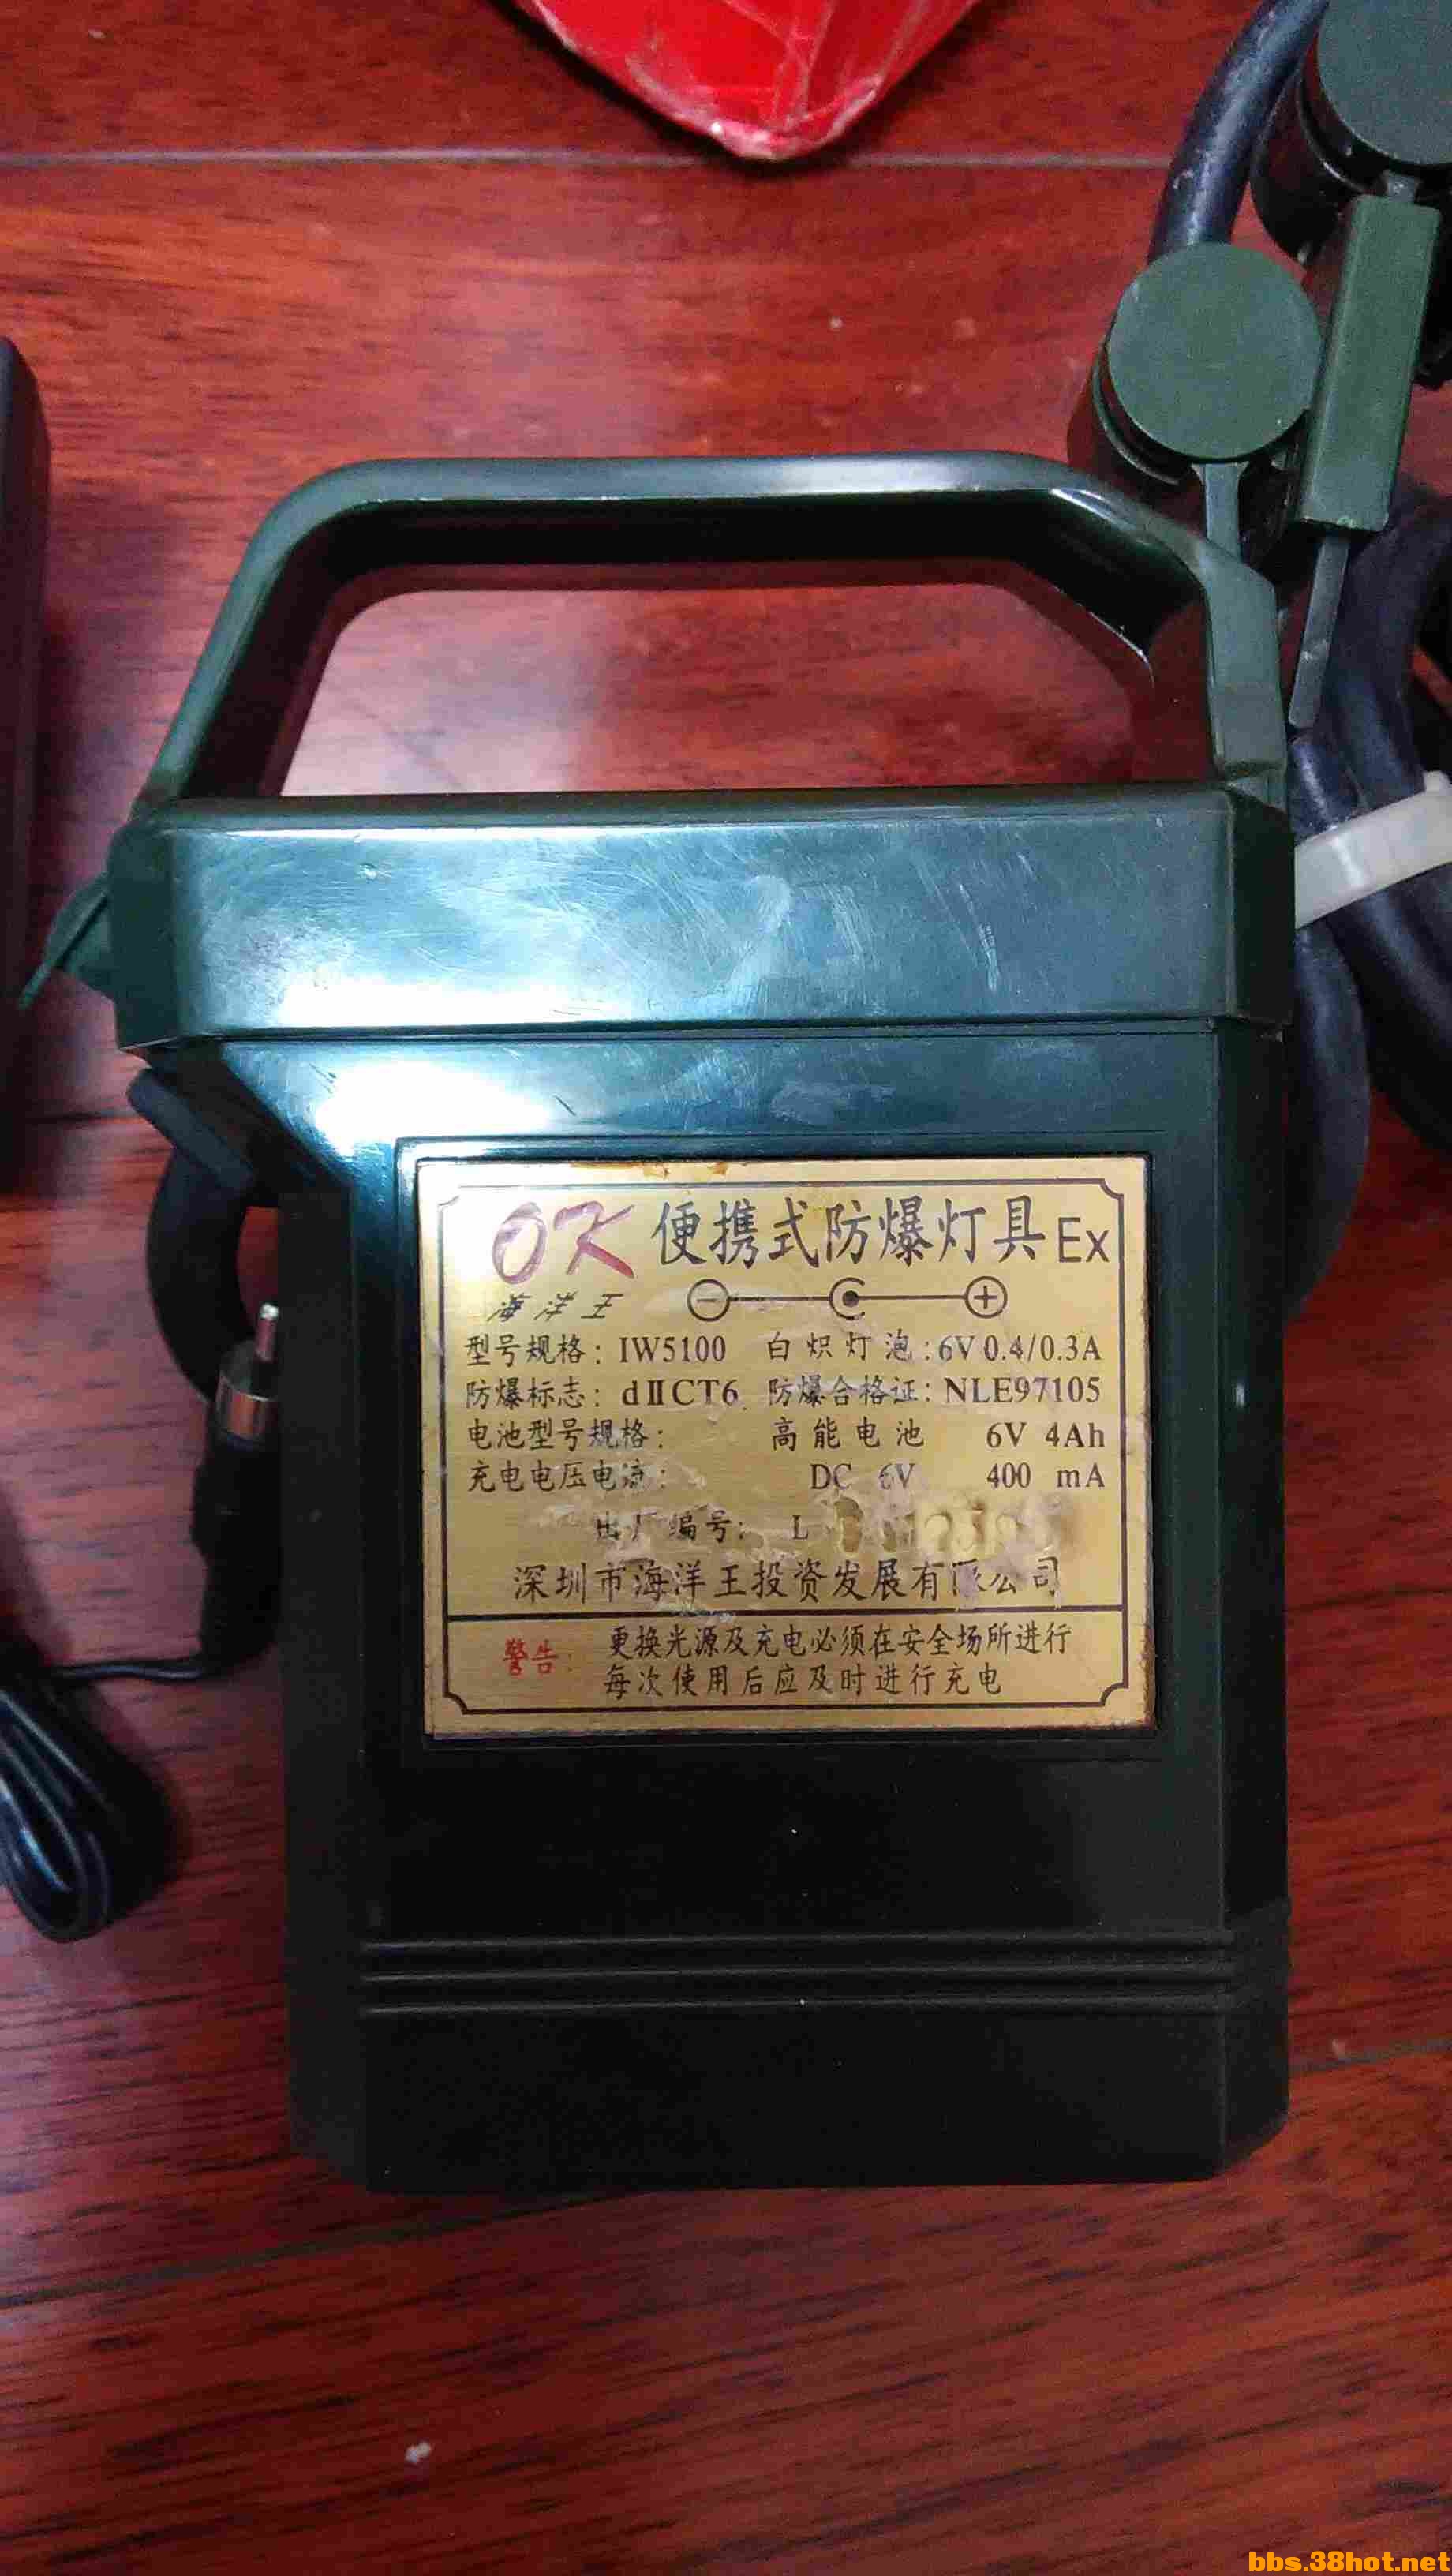 OK 便携式防爆灯具 Ex
海洋王
型号规格: IW5100 白炽灯泡:6V 0.4/0.3A
防爆标志: dⅡCT6 防爆合格证: NLE97105
电池型号规格: 高能电池 6V 4Ah
充电电压电流: DC 6V 400 mA
出厂编号: L
深圳市海洋王投资发展有限公司
警告: 更换光源及充电必须在安全场所进行
每次使用后应及时进行充电
bbs.38hot.net